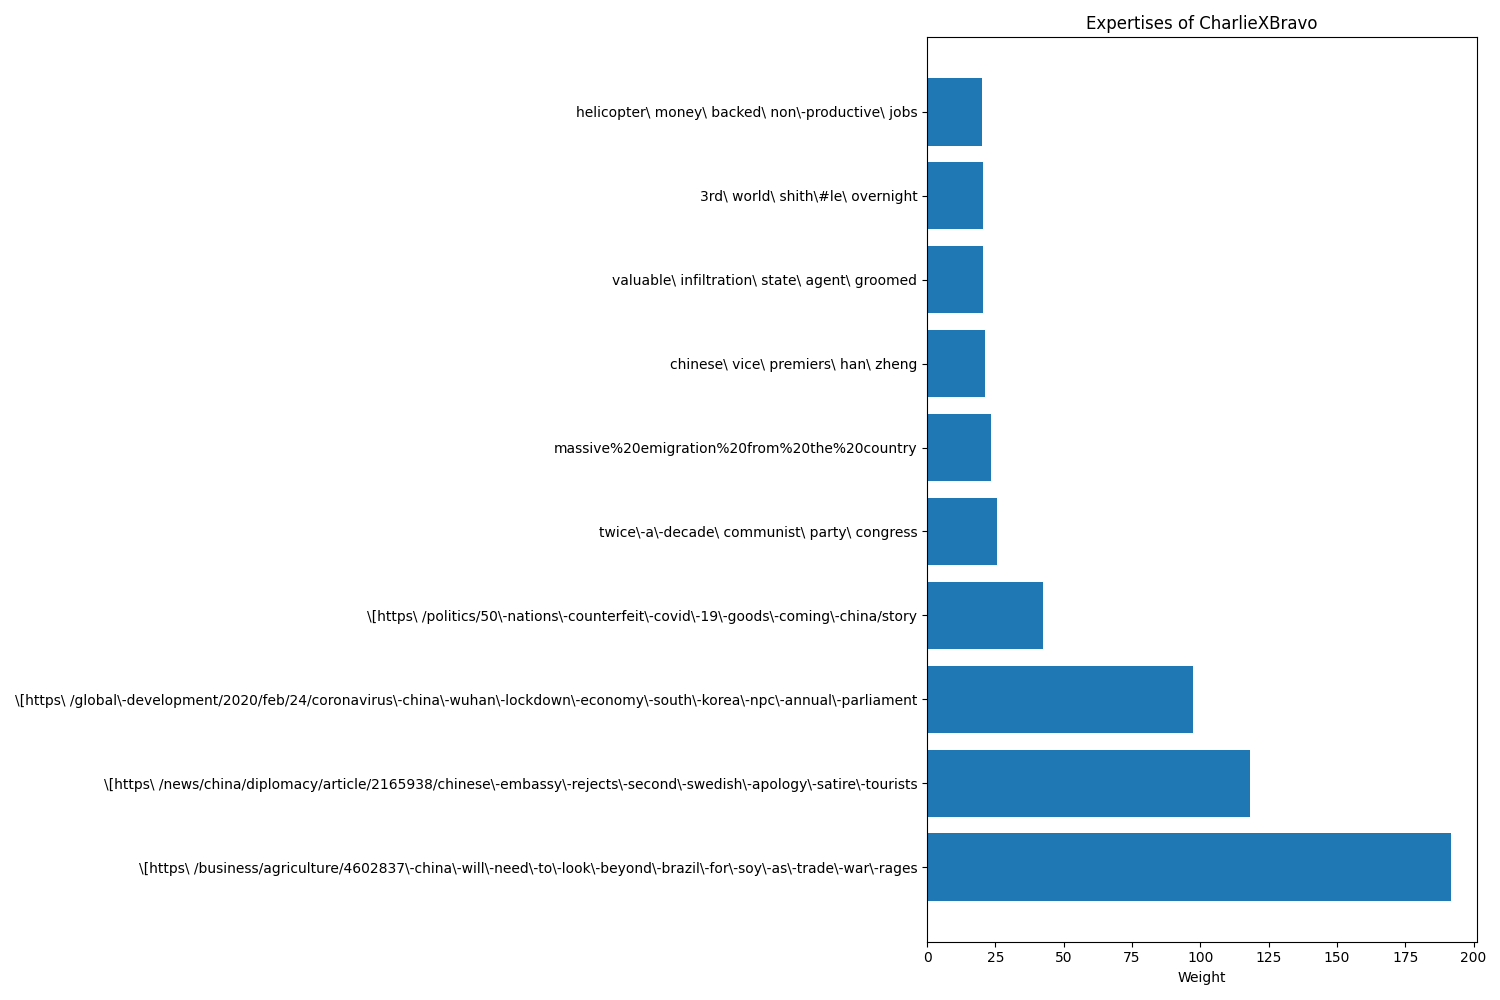 Expertises of CharlieXBravo
helicopter\ money\ backed\ non\-productive\ jobs
3rd\ world\ shith\#le\ overnight
valuable\ infiltration\ state\ agent\ groomed
chinese\ vice\ premiers\ han\ zheng
massive%20emigration%20from%20the%20country
twice\-a\-decade\ communist\ party\ congress
\[https\ /politics/50\-nations\-counterfeit\-covid\-19\-goods\-coming\-china/story
\[https\ /global\-development/2020/feb/24/coronavirus\-china\-wuhan\-lockdown\-economy\-south\-korea\-npc\-annual\-parliament
\[https\ /news/china/diplomacy/article/2165938/chinese\-embassy\-rejects\-second\-swedish\-apology\-satire\-tourists
\[https\ /business/agriculture/4602837\-china\-will\-need\-to\-look\-beyond\-brazil\-for\-soy\-as\-trade\-war\-rages
0 25 50 75 100 125 150 175 200
Weight